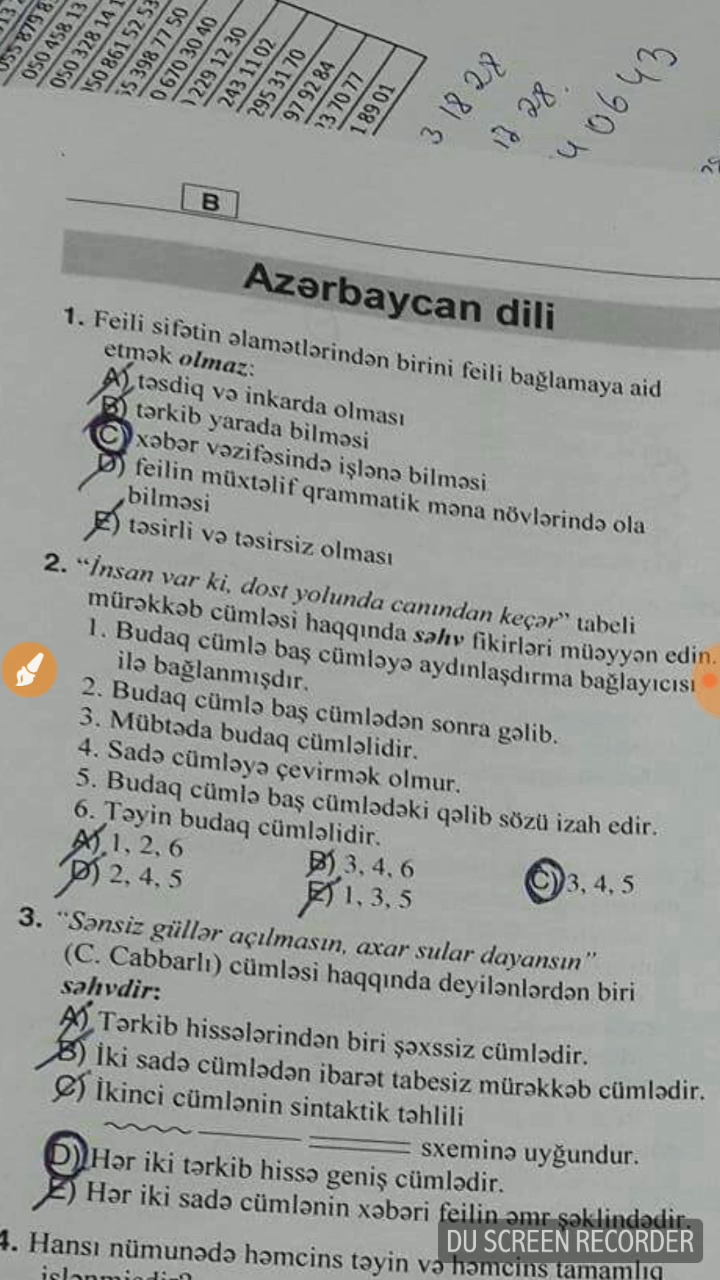 055 879 8
050 458 13
050 328 14 1
50 861 52 53
5 398 77 50
0 670 30 40
229 12 30
243 11 02
295 31 70
97 92 84
3 70 77
1 89 01
3 18 28
12 28.
40643
B
Azərbaycan dili
1. Feili sifətin əlamətlərindən birini feili bağlamaya aid
etmək olmaz:
A) təsdiq və inkarda olması
B) tərkib yarada bilməsi
C) xəbər vəzifəsində işlənə bilməsi
D) feilin müxtəlif qrammatik məna növlərində ola
bilməsi
E) təsirli və təsirsiz olması
2. “İnsan var ki, dost yolunda canından keçər” tabeli
mürəkkəb cümləsi haqqında səhv fikirləri müəyyən edin.
1. Budaq cümlə baş cümləyə aydınlaşdırma bağlayıcısı
ilə bağlanmışdır.
2. Budaq cümlə baş cümlədən sonra gəlib.
3. Mübtəda budaq cümləlidir.
4. Sadə cümləyə çevirmək olmur.
5. Budaq cümlə baş cümlədəki qəlib sözü izah edir.
6. Təyin budaq cümləlidir.
A) 1, 2, 6 B) 3, 4, 6 C) 3, 4, 5
D) 2, 4, 5 E) 1, 3, 5
3. “Sənsiz güllər açılmasın, axar sular dayansın”
(C. Cabbarlı) cümləsi haqqında deyilənlərdən biri
səhvdir:
A) Tərkib hissələrindən biri şəxssiz cümlədir.
B) İki sadə cümlədən ibarət tabesiz mürəkkəb cümlədir.
C) İkinci cümlənin sintaktik təhlili
sxeminə uyğundur.
D) Hər iki tərkib hissə geniş cümlədir.
E) Hər iki sadə cümlənin xəbəri feilin əmr şəklindədir.
4. Hansı nümunədə həmcins təyin və həmcins tamamlıq
DU SCREEN RECORDER